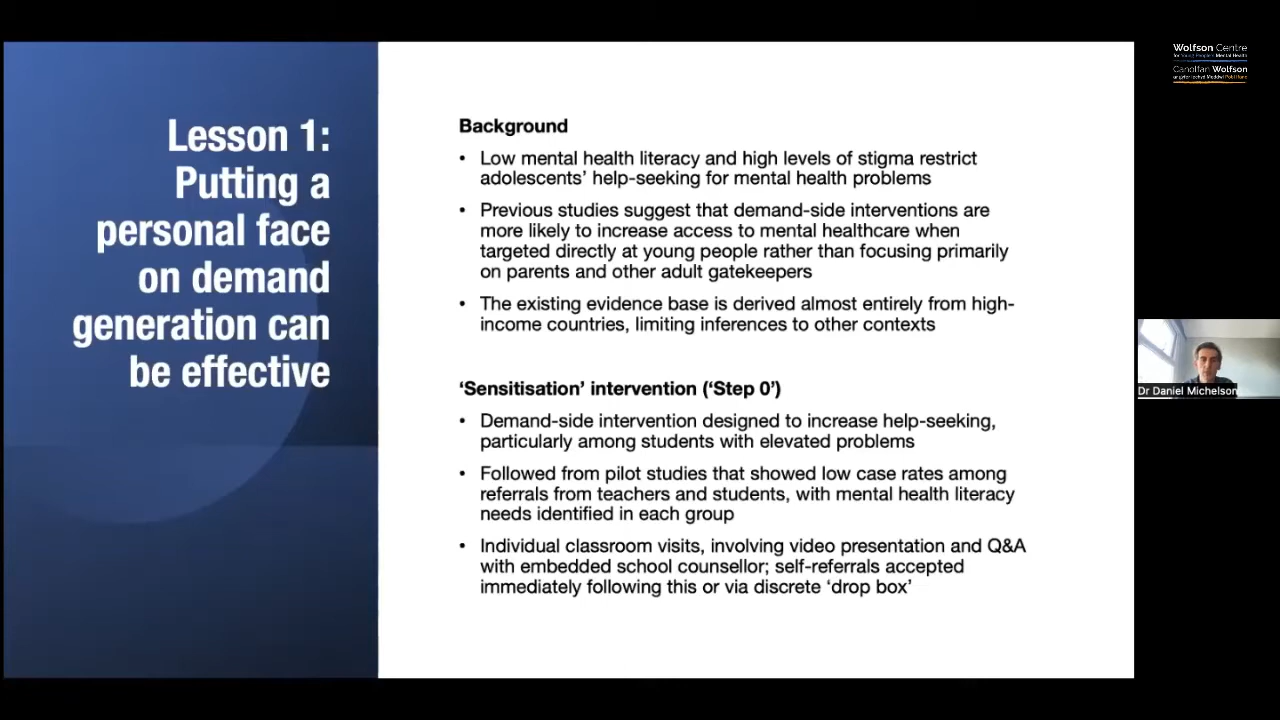 Lesson 1:
Putting a
personal face
on demand
generation can
be effective
Background
• Low mental health literacy and high levels of stigma restrict
adolescents’ help-seeking for mental health problems
• Previous studies suggest that demand-side interventions are
more likely to increase access to mental healthcare when
targeted directly at young people rather than focusing primarily
on parents and other adult gatekeepers
• The existing evidence base is derived almost entirely from high-
income countries, limiting inferences to other contexts
‘Sensitisation’ intervention (‘Step 0’)
• Demand-side intervention designed to increase help-seeking,
particularly among students with elevated problems
• Followed from pilot studies that showed low case rates among
referrals from teachers and students, with mental health literacy
needs identified in each group
• Individual classroom visits, involving video presentation and Q&A
with embedded school counsellor; self-referrals accepted
immediately following this or via discrete ‘drop box’
Wolfson Centre
for Young People's Mental Health
Canolfan Wolfson
Dr Daniel Michelson